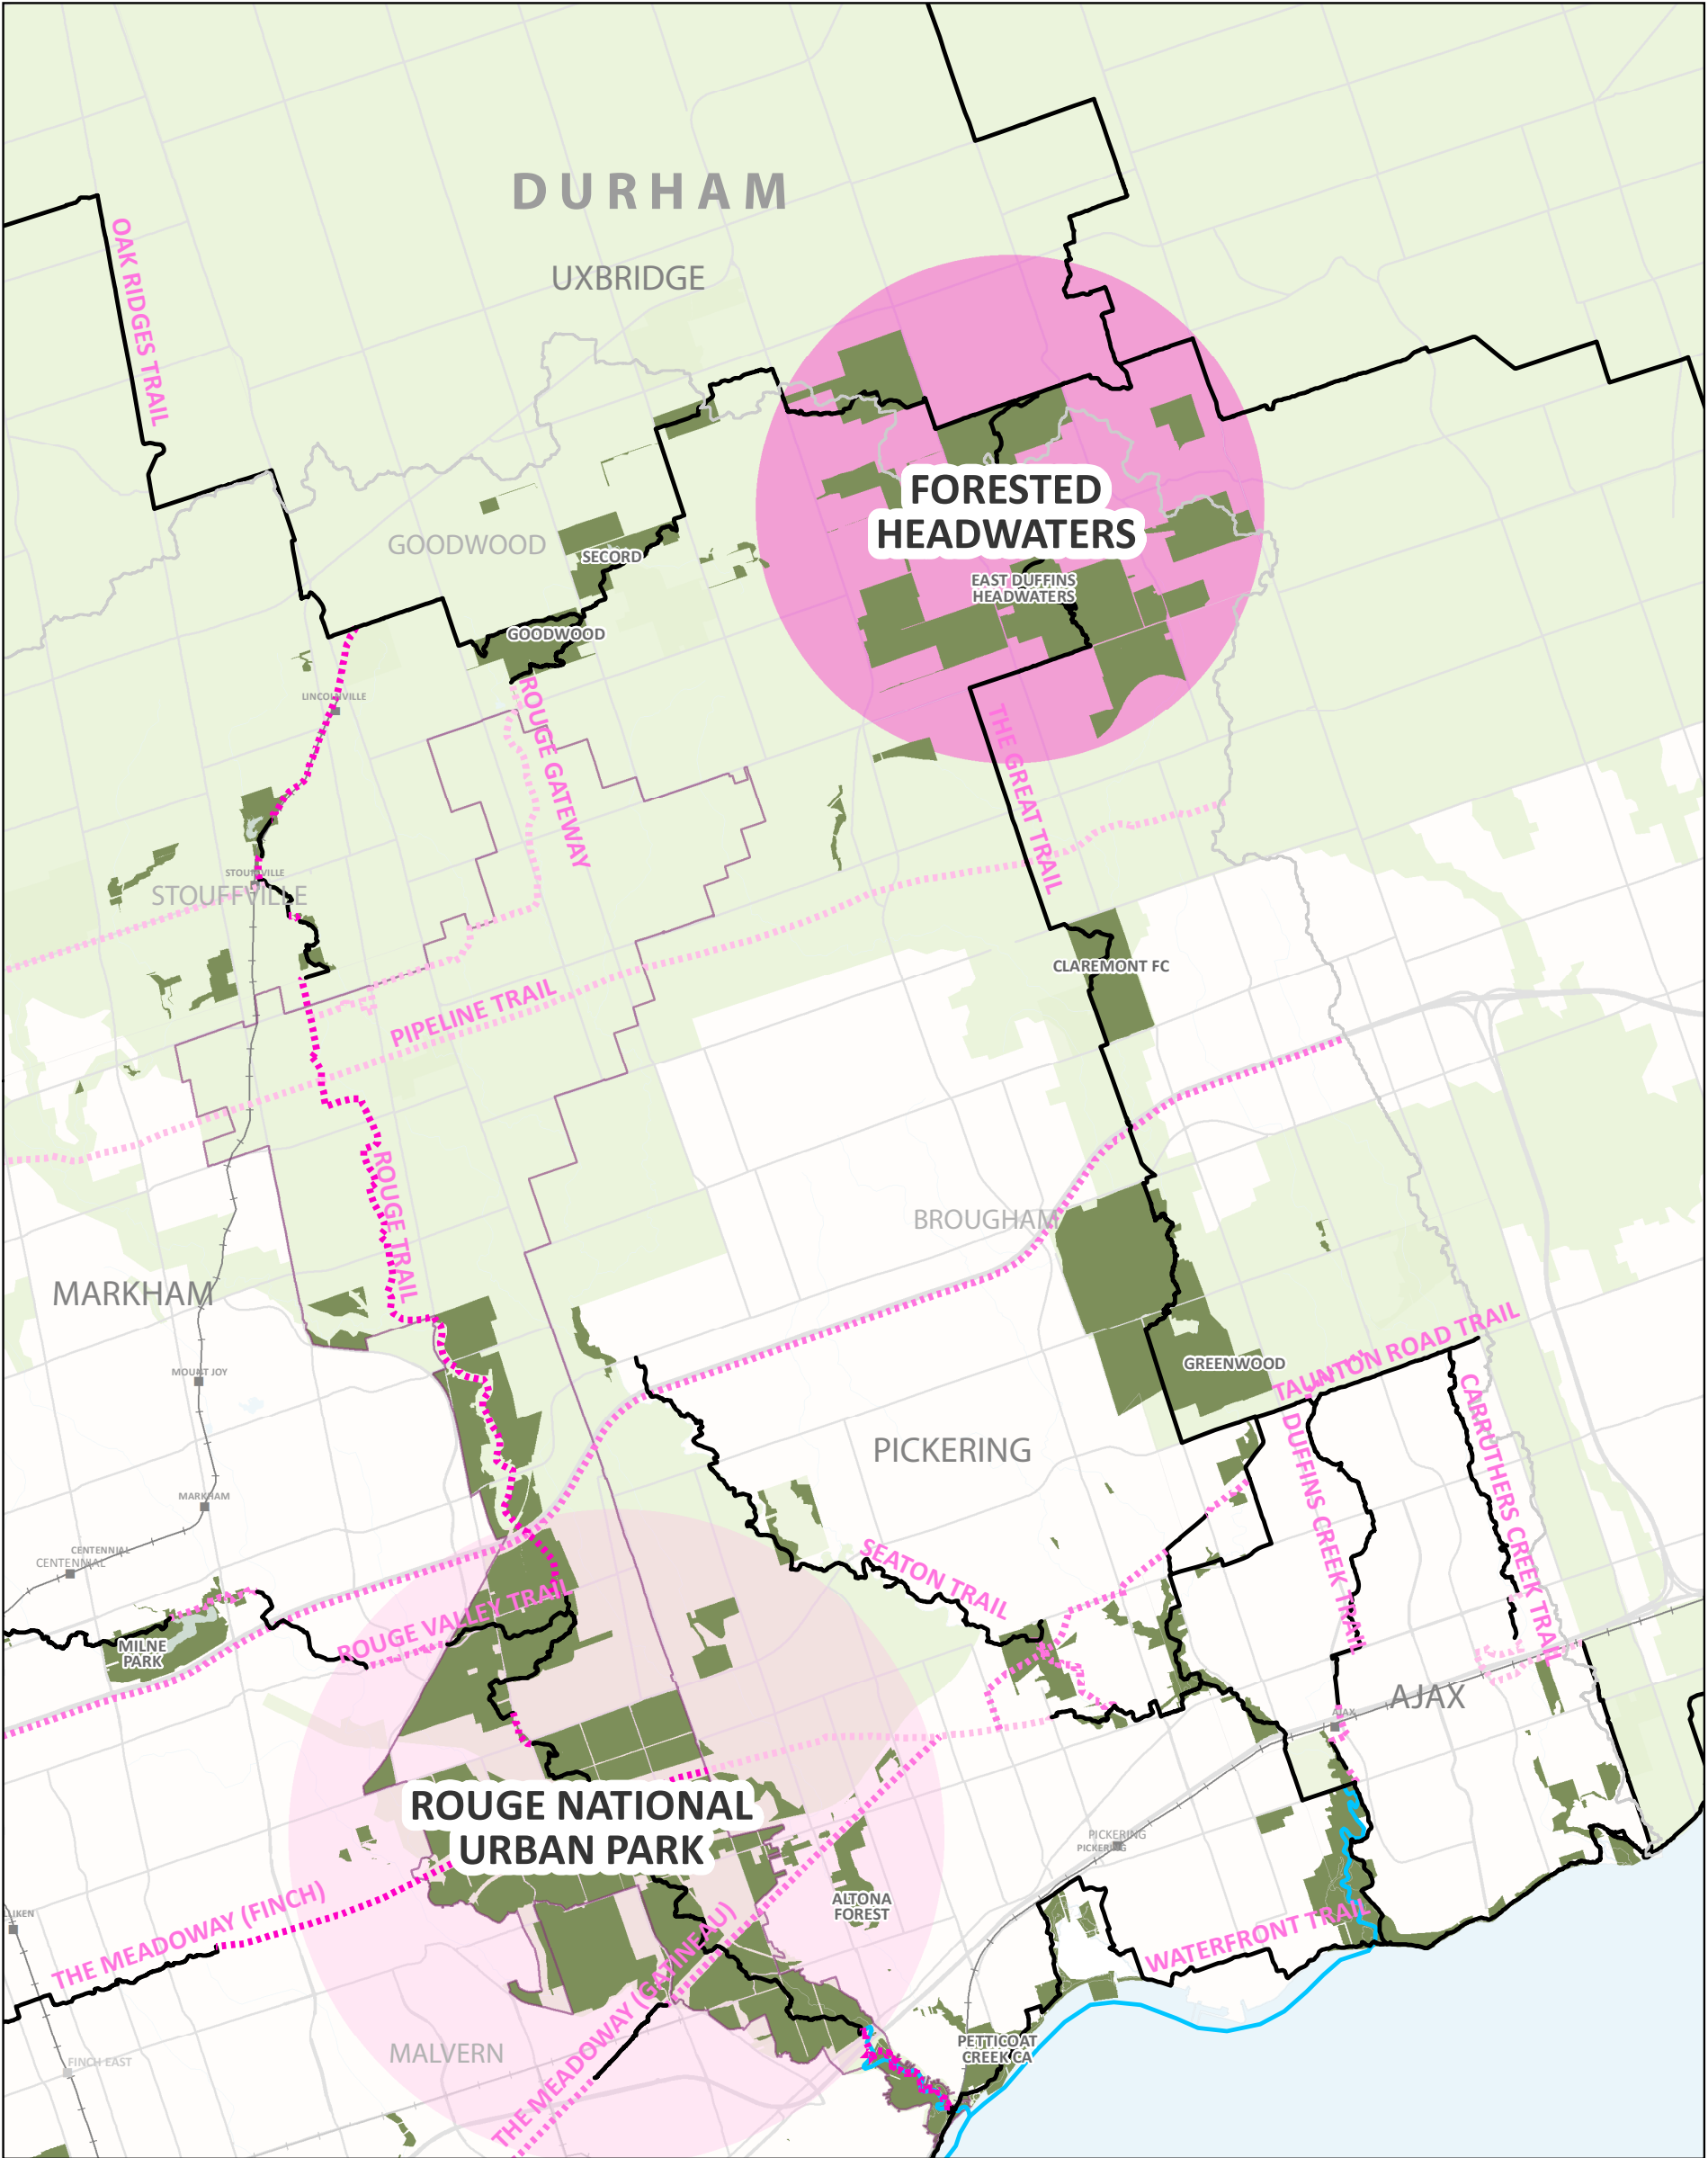 DURHAM
OAK RIDGES TRAIL
UXBRIDGE
FORESTED
HEADWATERS
GOODWOOD
SECORD
EAST DUFFINS
HEADWATERS
GOODWOOD
LINCOLNVILLE
ROUGE GATEWAY
THE GREAT TRAIL
STOUFFVILLE
STOUFFVILLE
CLAREMONT FC
PIPELINE TRAIL
ROUGE TRAIL
BROUGHAM
MARKHAM
MOUNT JOY
GREENWOOD
TAUNTON ROAD TRAIL
PICKERING
DUFFINS CREEK TRAIL
CARRUTHERS CREEK TRAIL
MARKHAM
CENTENNIAL
CENTENNIAL
SEATON TRAIL
ROUGE VALLEY TRAIL
MILNE
PARK
AJAX
AJAX
ROUGE NATIONAL
URBAN PARK
PICKERING
PICKERING
ALTONA
FOREST
THE MEADOWAY (FINCH)
LIKEN
WATERFRONT TRAIL
THE MEADOWAY (GATINEAU)
MALVERN
PETTICOAT
CREEK CA
FINCH EAST